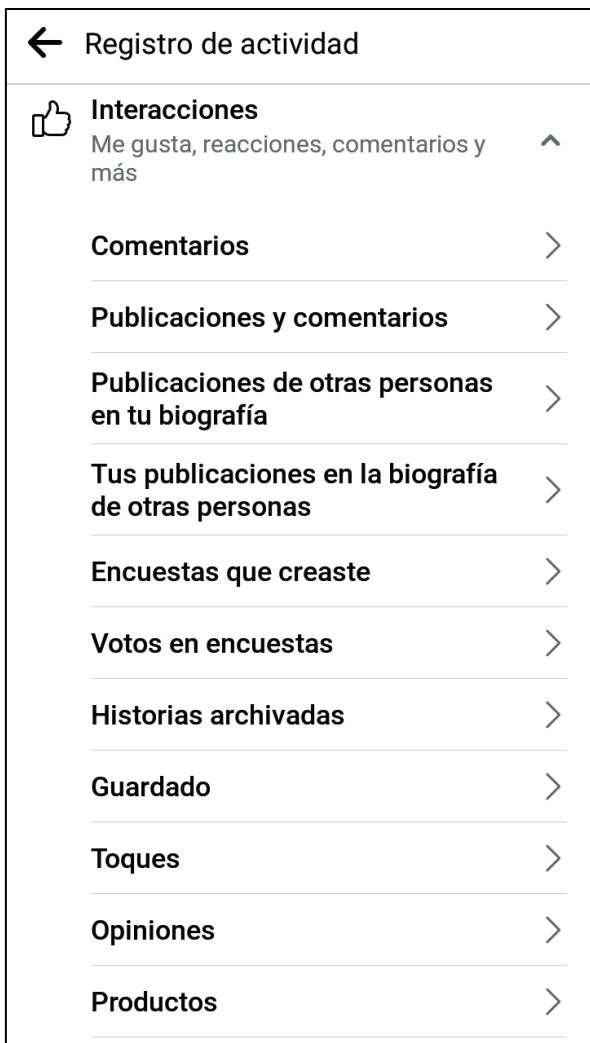 Registro de actividad
Interacciones
Me gusta, reacciones, comentarios y
más
Comentarios
Publicaciones y comentarios
Publicaciones de otras personas
en tu biografía
Tus publicaciones en la biografía
de otras personas
Encuestas que creaste
Votos en encuestas
Historias archivadas
Guardado
Toques
Opiniones
Productos